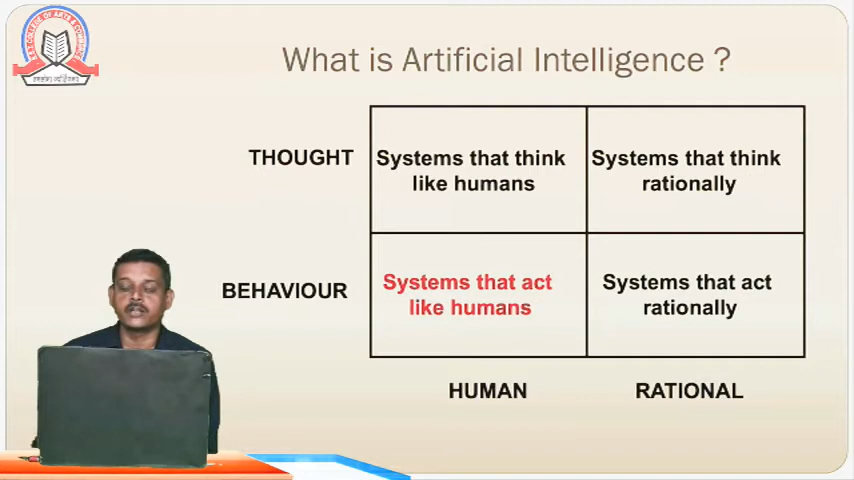 What is Artificial Intelligence ?
THOUGHT
Systems that think
like humans
Systems that think
rationally
BEHAVIOUR
Systems that act
like humans
Systems that act
rationally
HUMAN
RATIONAL